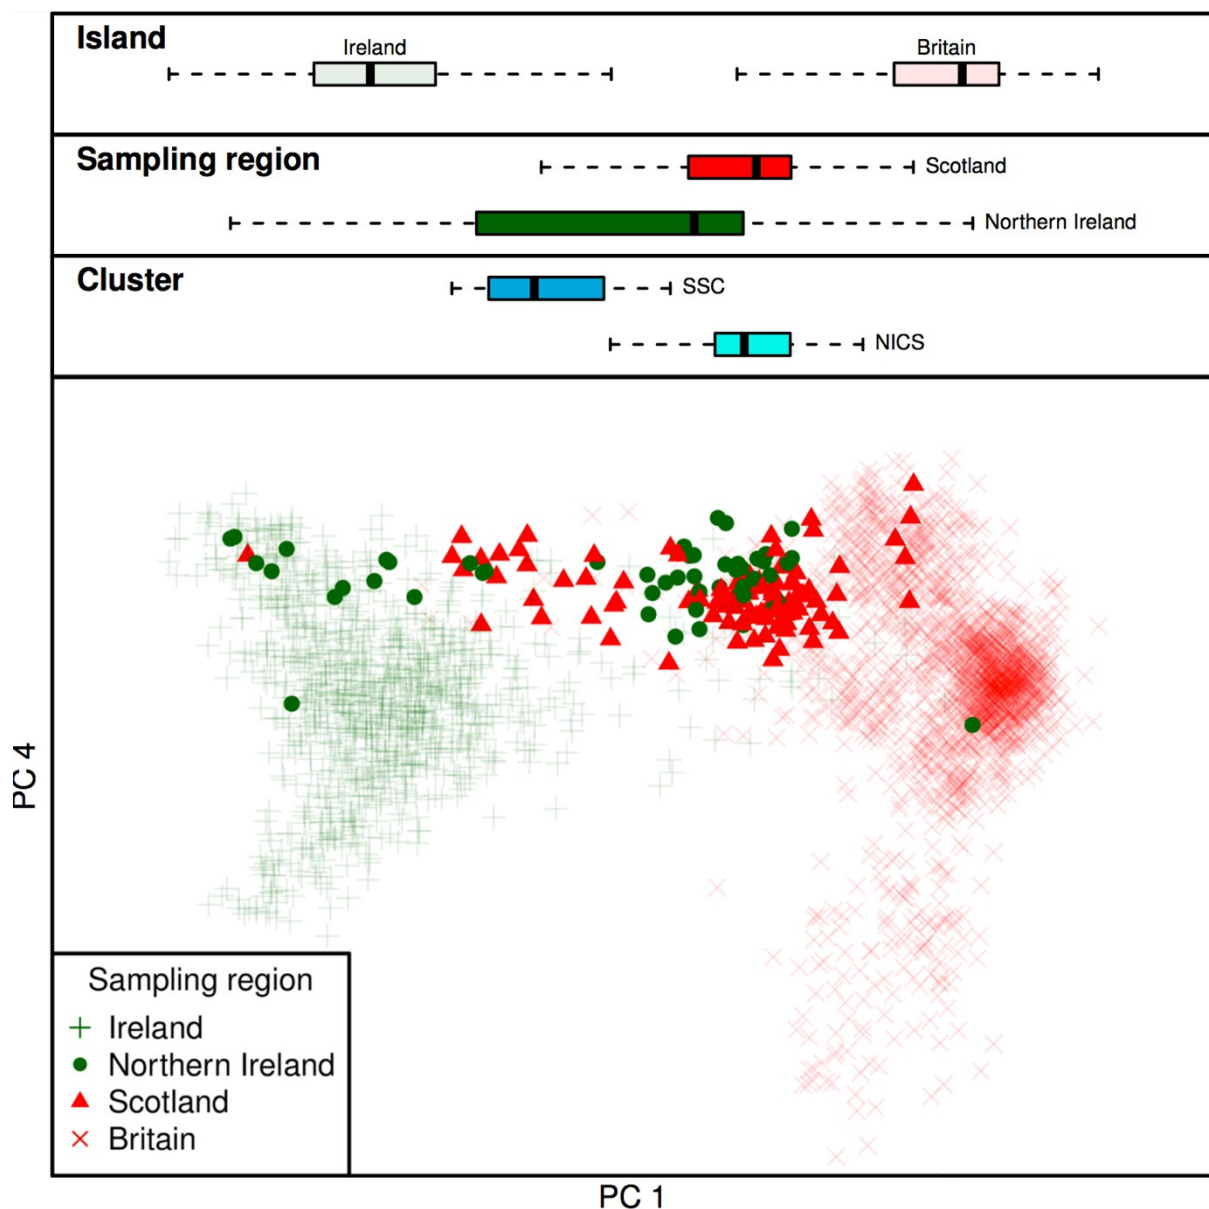 Island
Ireland
Britain
Sampling region
Scotland
Northern Ireland
Cluster
SSC
NICS
PC 4
Sampling region
Ireland
Northern Ireland
Scotland
Britain
PC 1